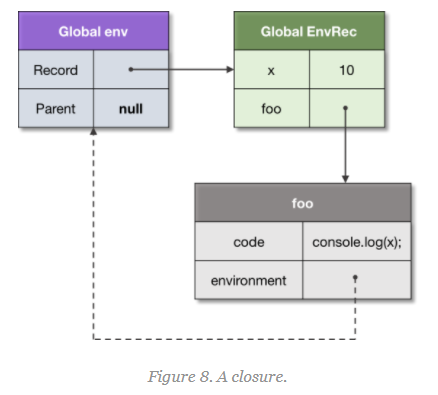 Global env
Record
Parent null
Global EnvRec
x 10
foo
foo
code console.log(x);
environment
Figure 8. A closure.